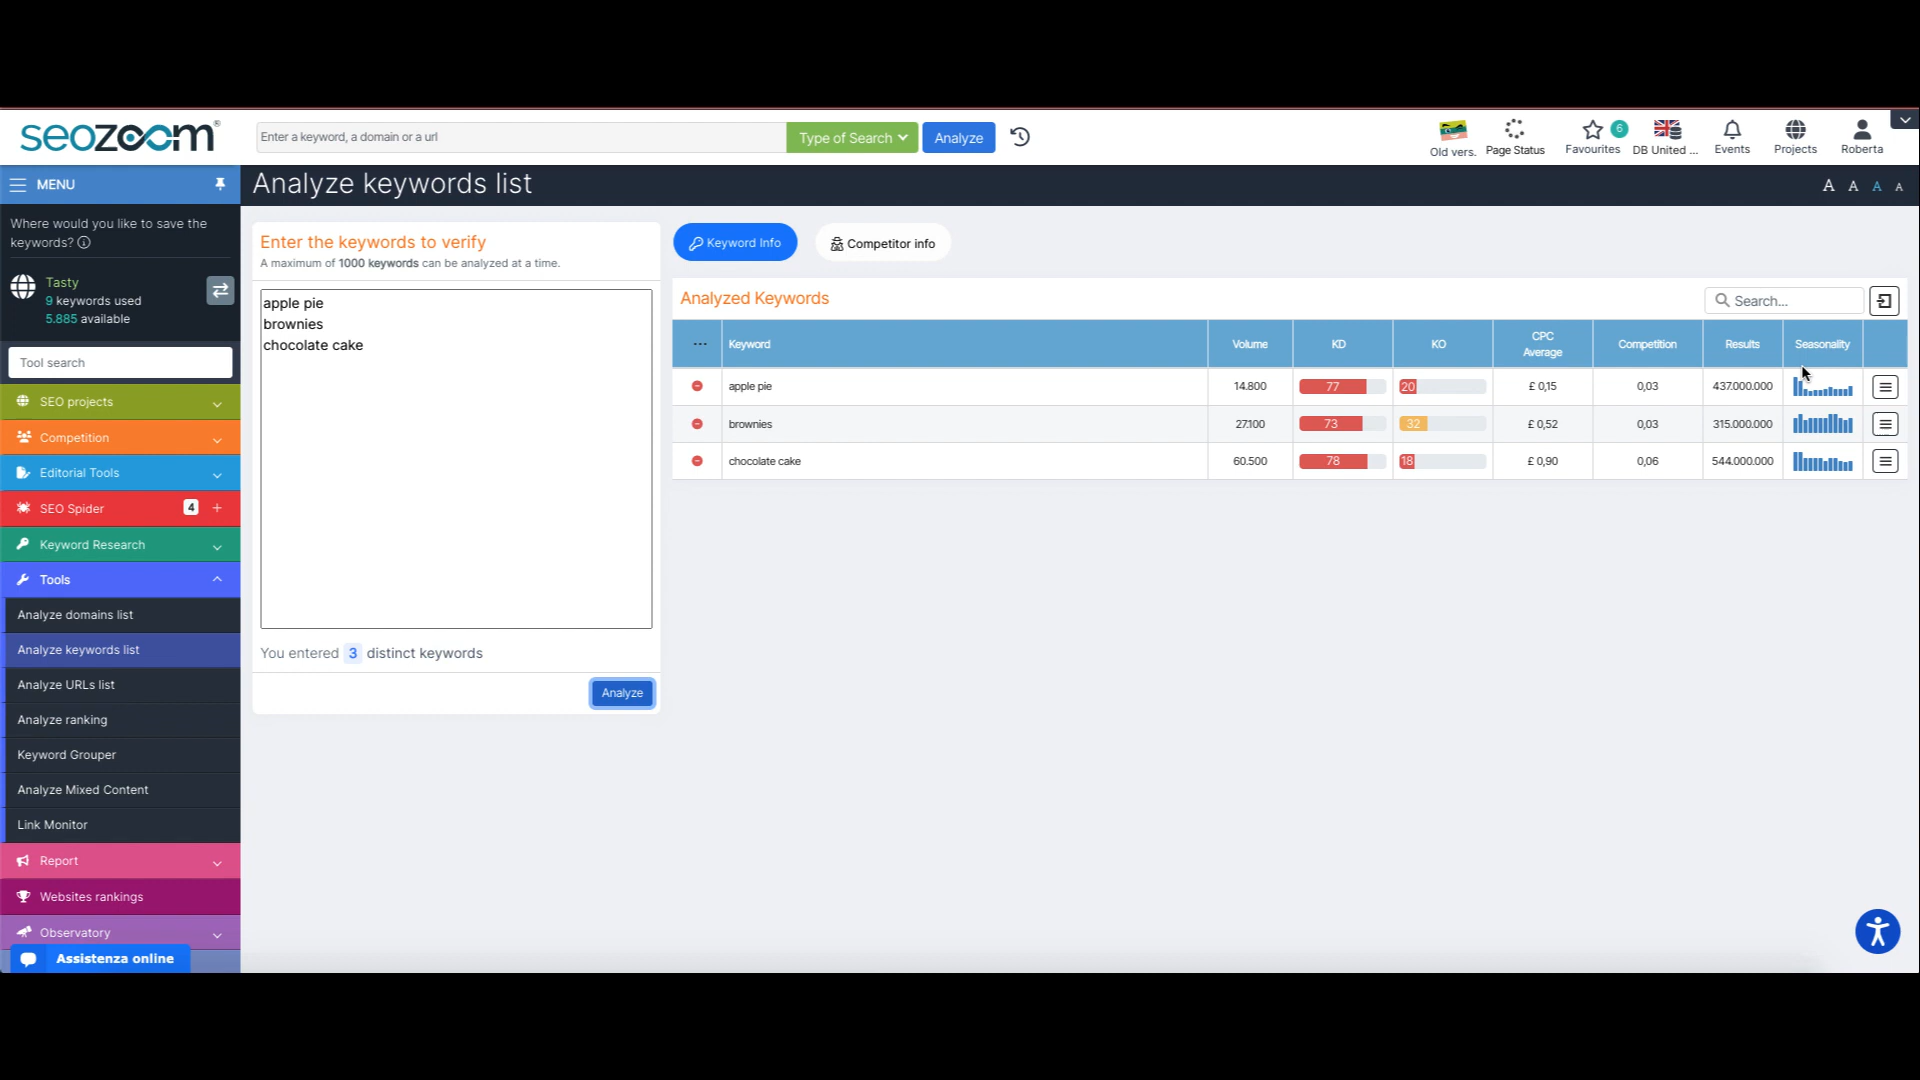 seozoom®
Enter a keyword, a domain or a url
Type of Search
Analyze
Old vers.
Page Status
Favourites
6
DB United ...
Events
Projects
Roberta
MENU
Analyze keywords list
A A A A
Where would you like to save the
keywords?
Tasty
9 keywords used
5.885 available
Tool search
SEO projects
Competition
Editorial Tools
SEO Spider 4 +
Keyword Research
Tools
Analyze domains list
Analyze keywords list
Analyze URLs list
Analyze ranking
Keyword Grouper
Analyze Mixed Content
Link Monitor
Report
Websites rankings
Observatory
Assistenza online
Enter the keywords to verify
A maximum of 1000 keywords can be analyzed at a time.
apple pie
brownies
chocolate cake
You entered 3 distinct keywords
Analyze
Keyword Info
Competitor info
Analyzed Keywords
Search...
... Keyword Volume KD KO CPC Average Competition Results Seasonality
apple pie 14.800 77 20 £ 0,15 0,03 437.000.000
brownies 27.100 73 32 £ 0,52 0,03 315.000.000
chocolate cake 60.500 78 18 £ 0,90 0,06 544.000.000